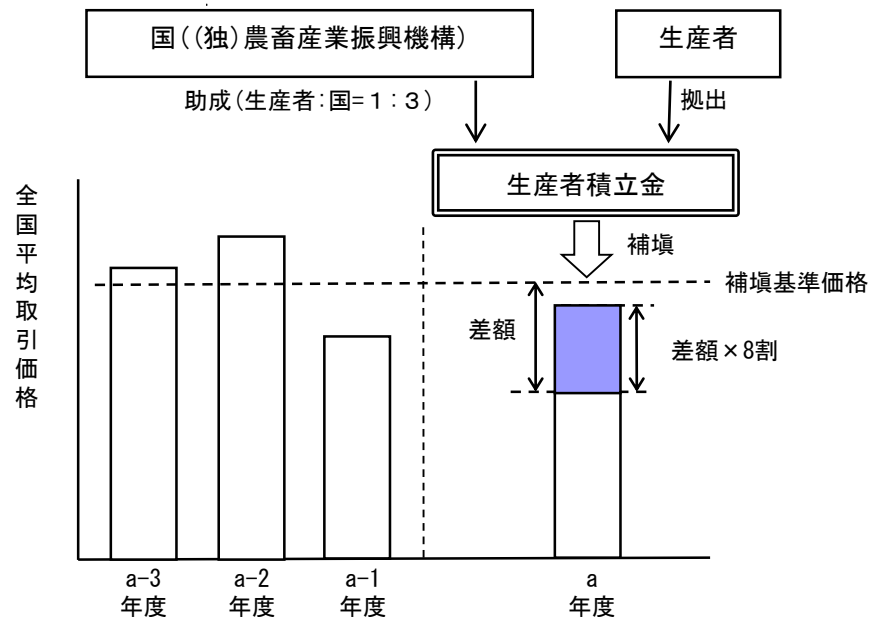 国((独)農畜産業振興機構)
生産者
助成(生産者:国=1:3)
拠出
生産者積立金
補塡
全国平均取引価格
補塡基準価格
差額
差額×8割
a-3
年度
a-2
年度
a-1
年度
a
年度